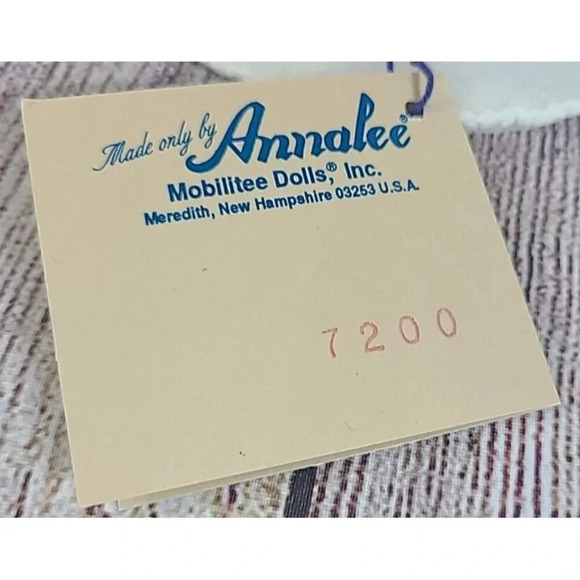 Made only by Annalee®
Mobilitee Dolls,® Inc.
Meredith, New Hampshire 03253 U.S.A.
7200